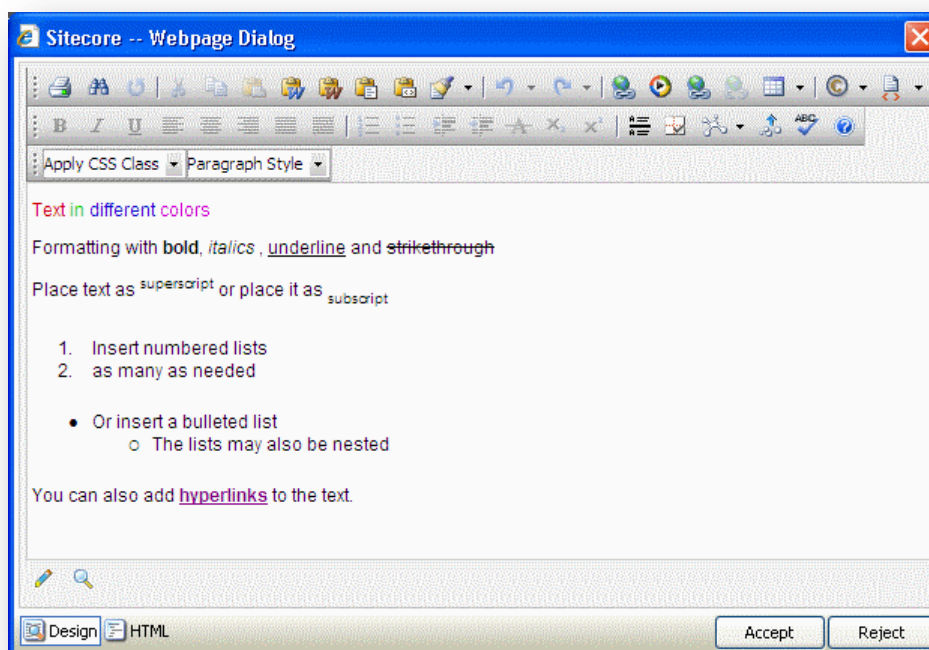 Sitecore -- Webpage Dialog
B I U ABC
Apply CSS Class Paragraph Style
Text in different colors
Formatting with bold, italics , underline and strikethrough
Place text as superscript or place it as subscript
1. Insert numbered lists
2. as many as needed
• Or insert a bulleted list
○ The lists may also be nested
You can also add hyperlinks to the text.
Design HTML Accept Reject